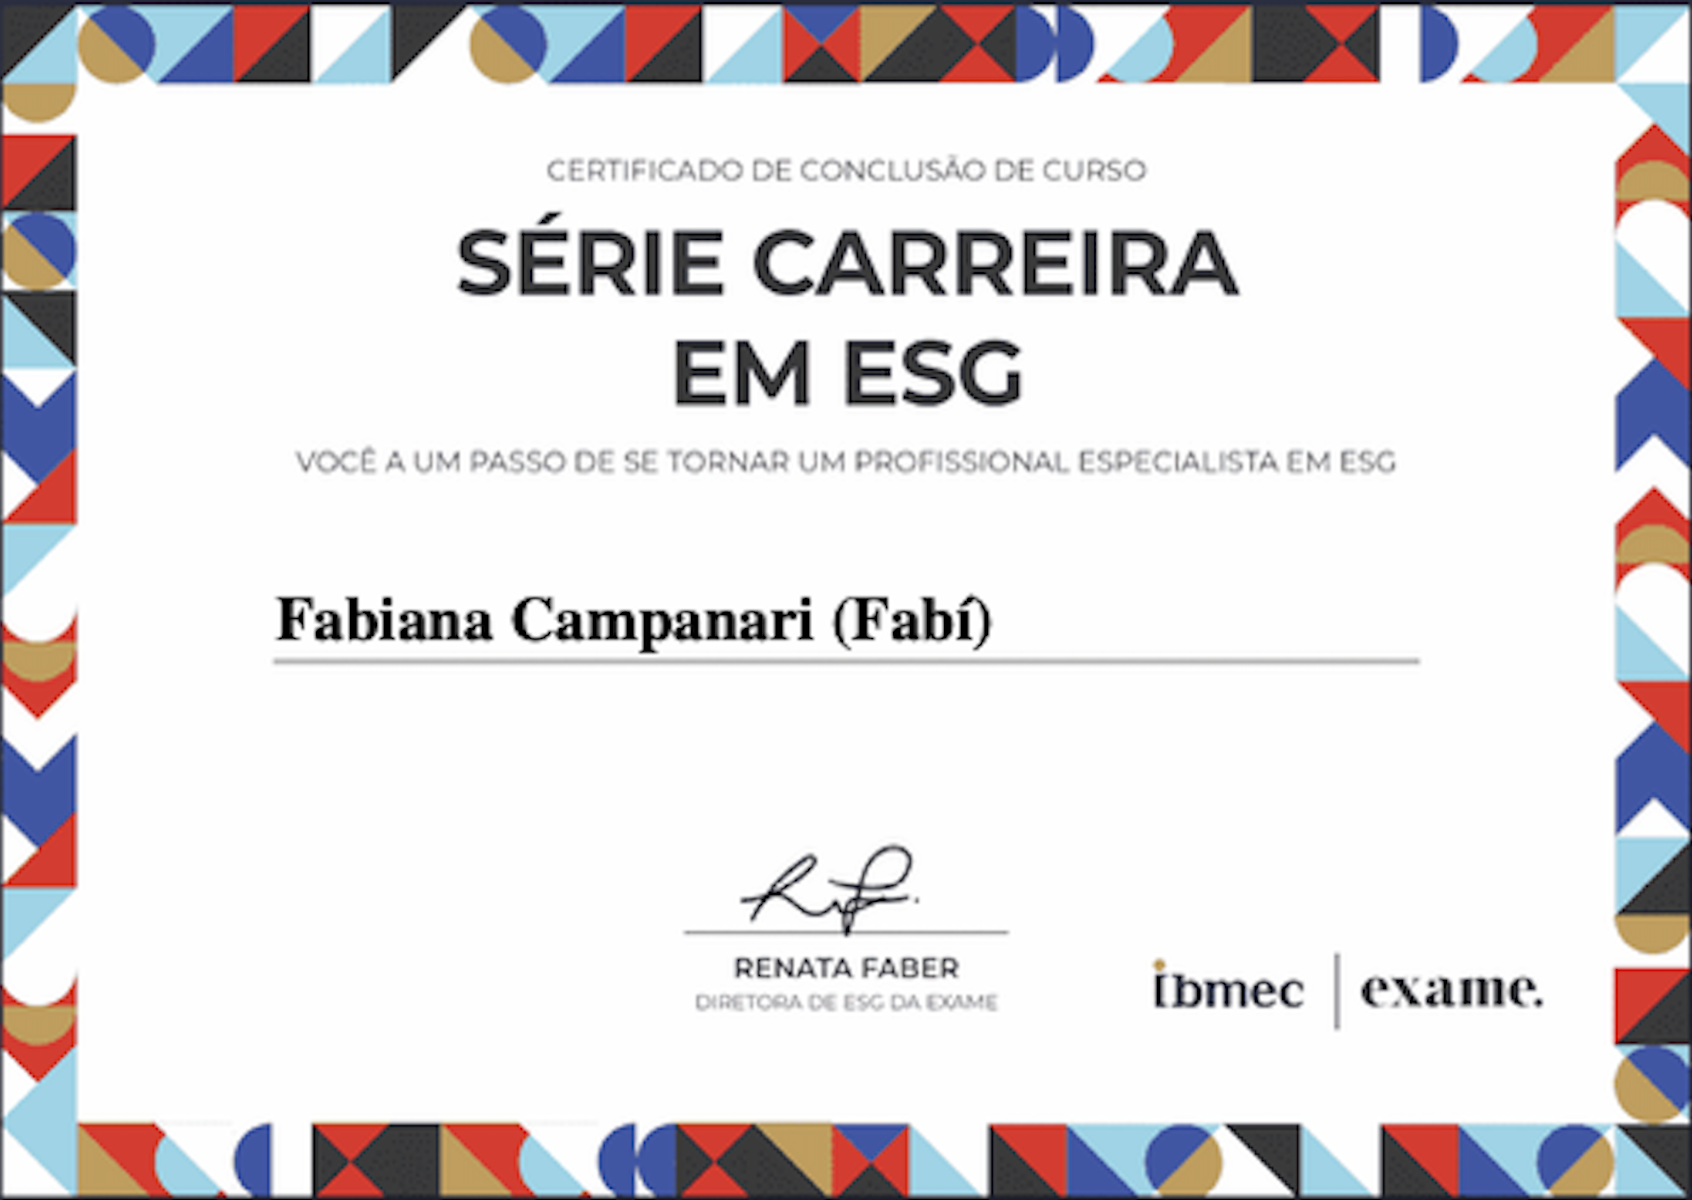 CERTIFICADO DE CONCLUSÃO DE CURSO
SÉRIE CARREIRA
EM ESG
VOCÊ A UM PASSO DE SE TORNAR UM PROFISSIONAL ESPECIALISTA EM ESG
Fabiana Campanari (Fabí)
RENATA FABER
DIRETORA DE ESG DA EXAME
ibmec | exame.